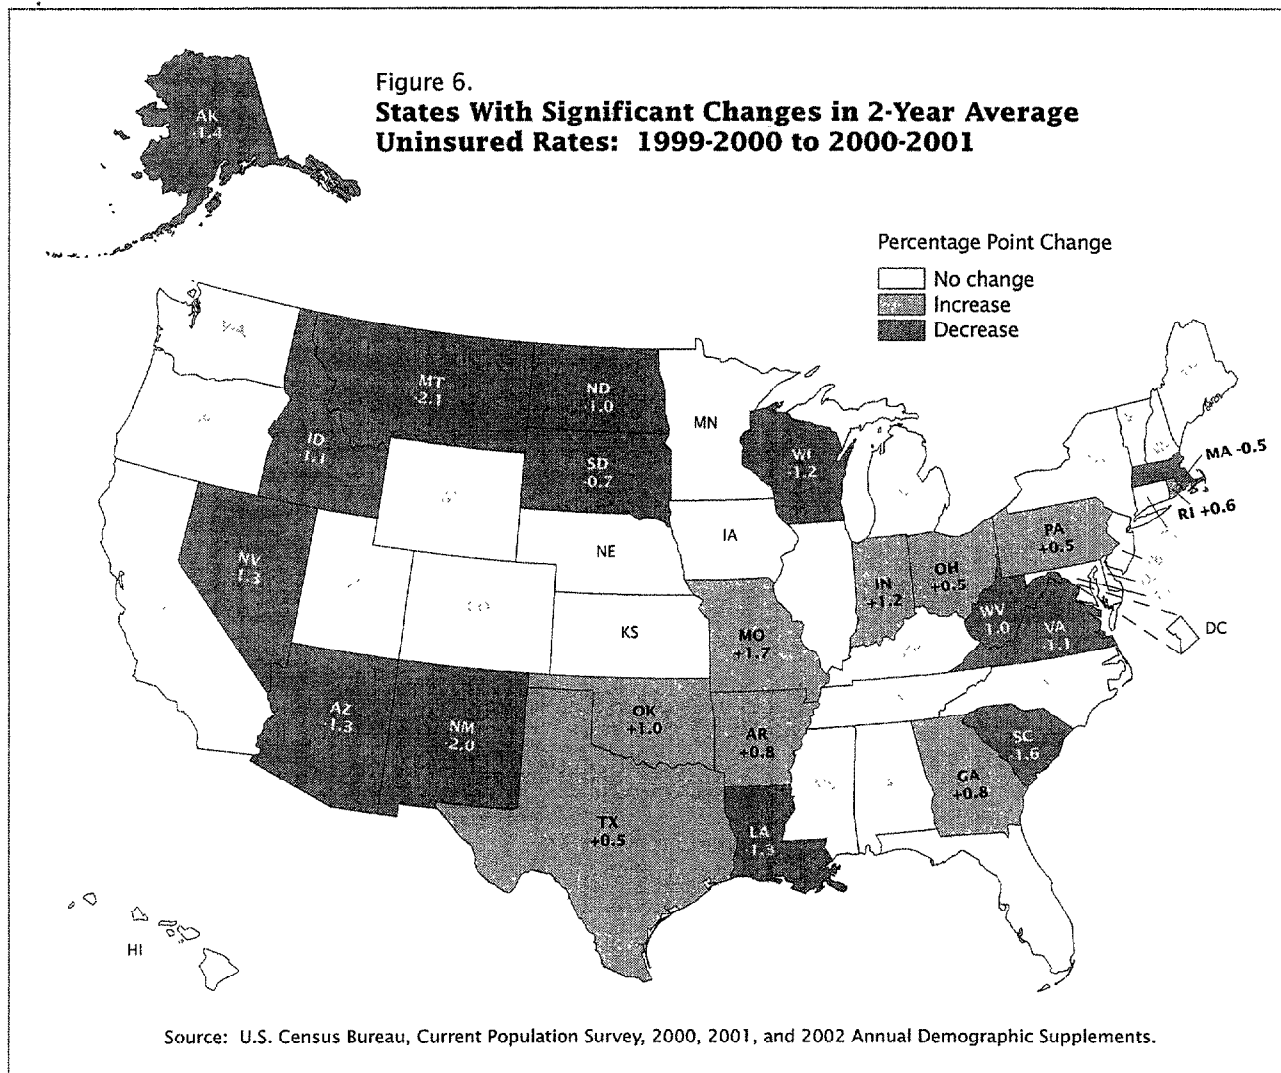 Figure 6.
States With Significant Changes in 2-Year Average
Uninsured Rates: 1999-2000 to 2000-2001
AK
-1.4
Percentage Point Change
No change
Increase
Decrease
MT
-2.1
ND
-1.0
MN
ID
1.1
SD
-0.7
WI
-1.2
MA -0.5
RI +0.6
NV
1.3
NE
IA
PA
+0.5
IN
+1.2
OH
+0.5
CO
KS
MO
+1.7
WV
1.0
VA
-1.1
DC
AZ
1.3
NM
-2.0
OK
+1.0
AR
+0.8
SC
-1.6
GA
+0.8
TX
+0.5
LA
-1.3
HI
Source: U.S. Census Bureau, Current Population Survey, 2000, 2001, and 2002 Annual Demographic Supplements.